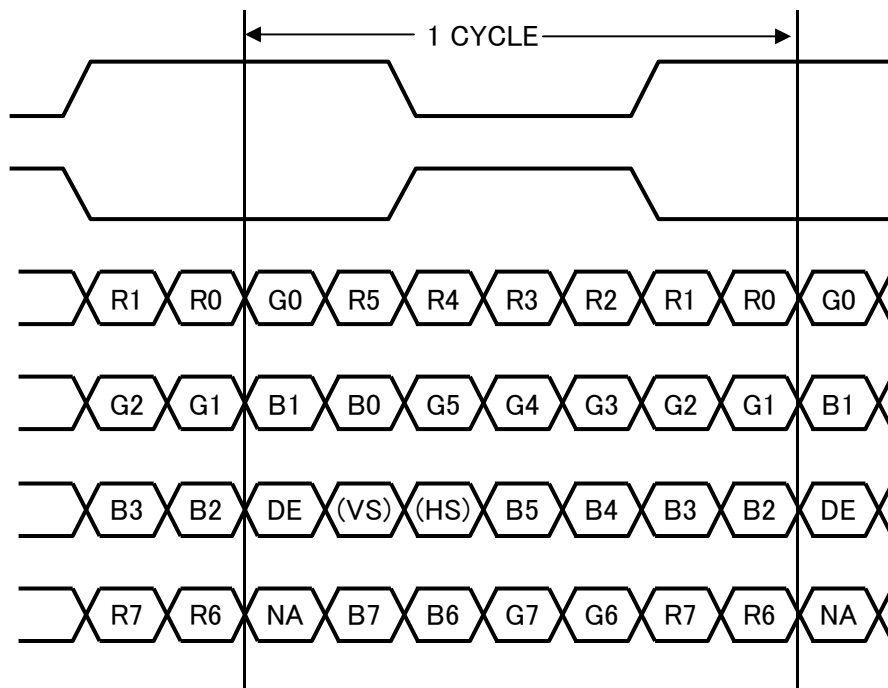 1 CYCLE
R1 R0 G0 R5 R4 R3 R2 R1 R0 G0
G2 G1 B1 B0 G5 G4 G3 G2 G1 B1
B3 B2 DE (VS) (HS) B5 B4 B3 B2 DE
R7 R6 NA B7 B6 G7 G6 R7 R6 NA